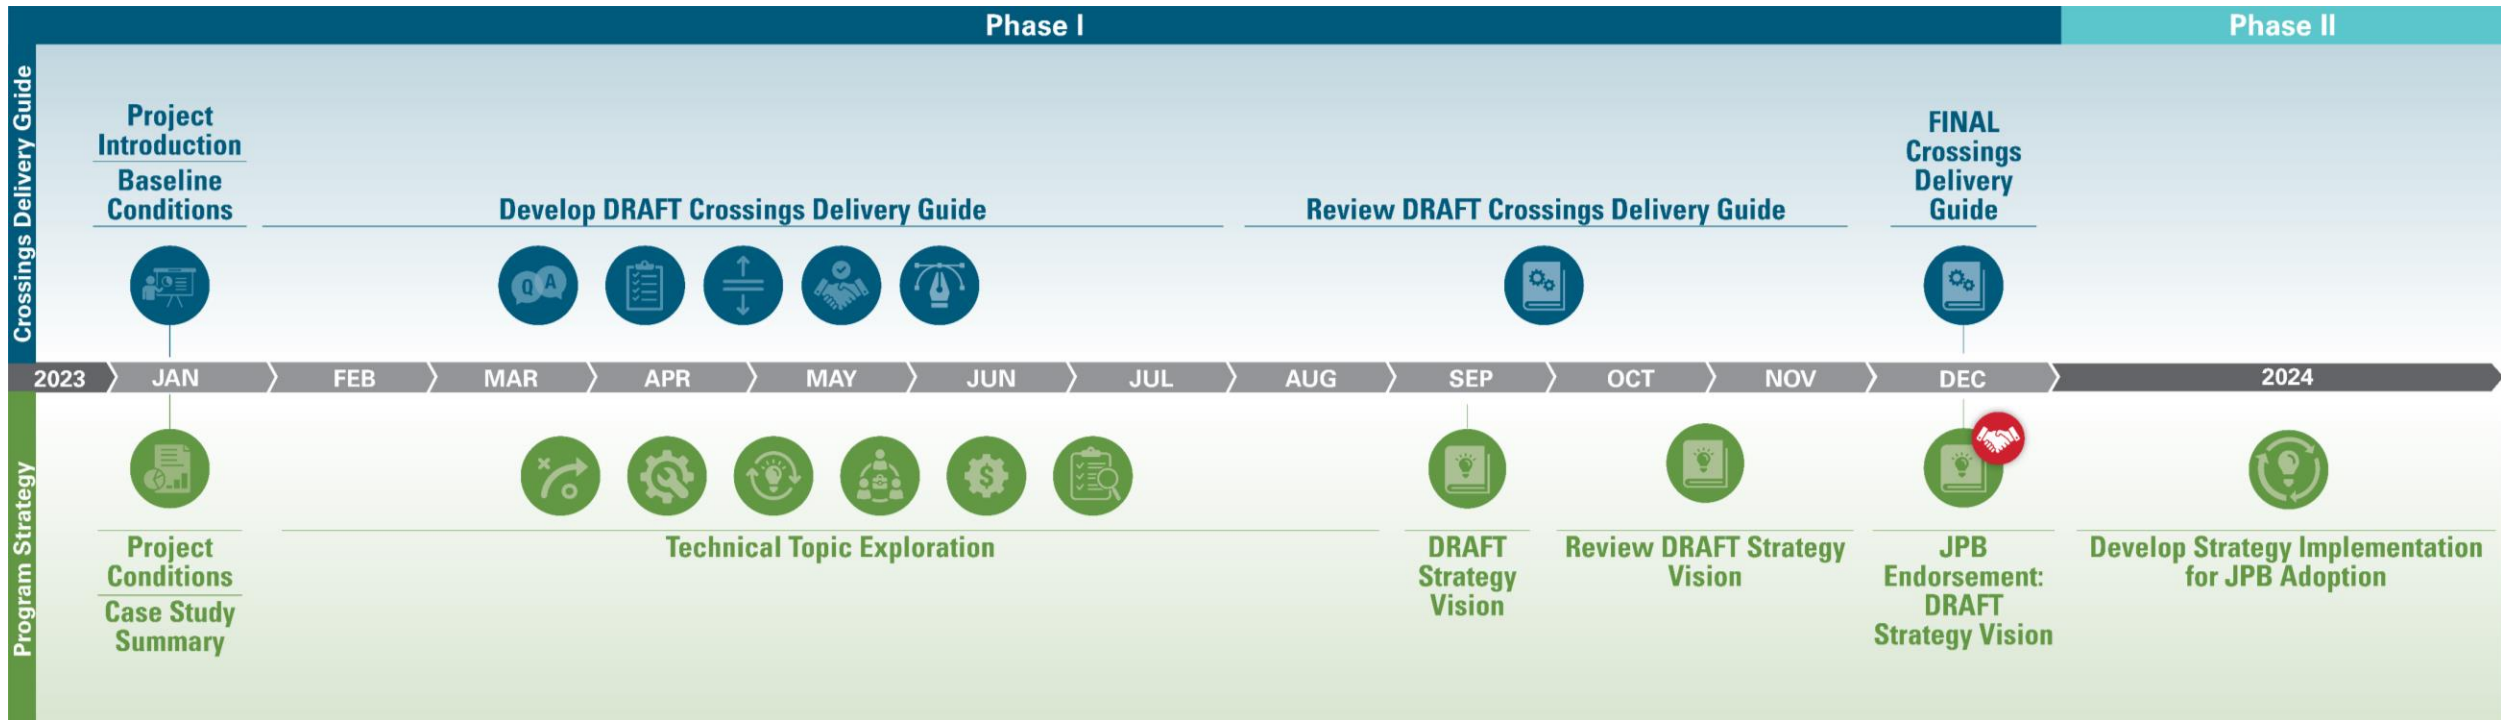 Phase I
Phase II
Crossings Delivery Guide
Project
Introduction
Baseline
Conditions
Develop DRAFT Crossings Delivery Guide
Review DRAFT Crossings Delivery Guide
FINAL
Crossings
Delivery
Guide
Q A
2023
JAN
FEB
MAR
APR
MAY
JUN
JUL
AUG
SEP
OCT
NOV
DEC
2024
Program Strategy
$
Project
Conditions
Case Study
Summary
Technical Topic Exploration
DRAFT
Strategy
Vision
Review DRAFT Strategy
Vision
JPB
Endorsement:
DRAFT
Strategy Vision
Develop Strategy Implementation
for JPB Adoption